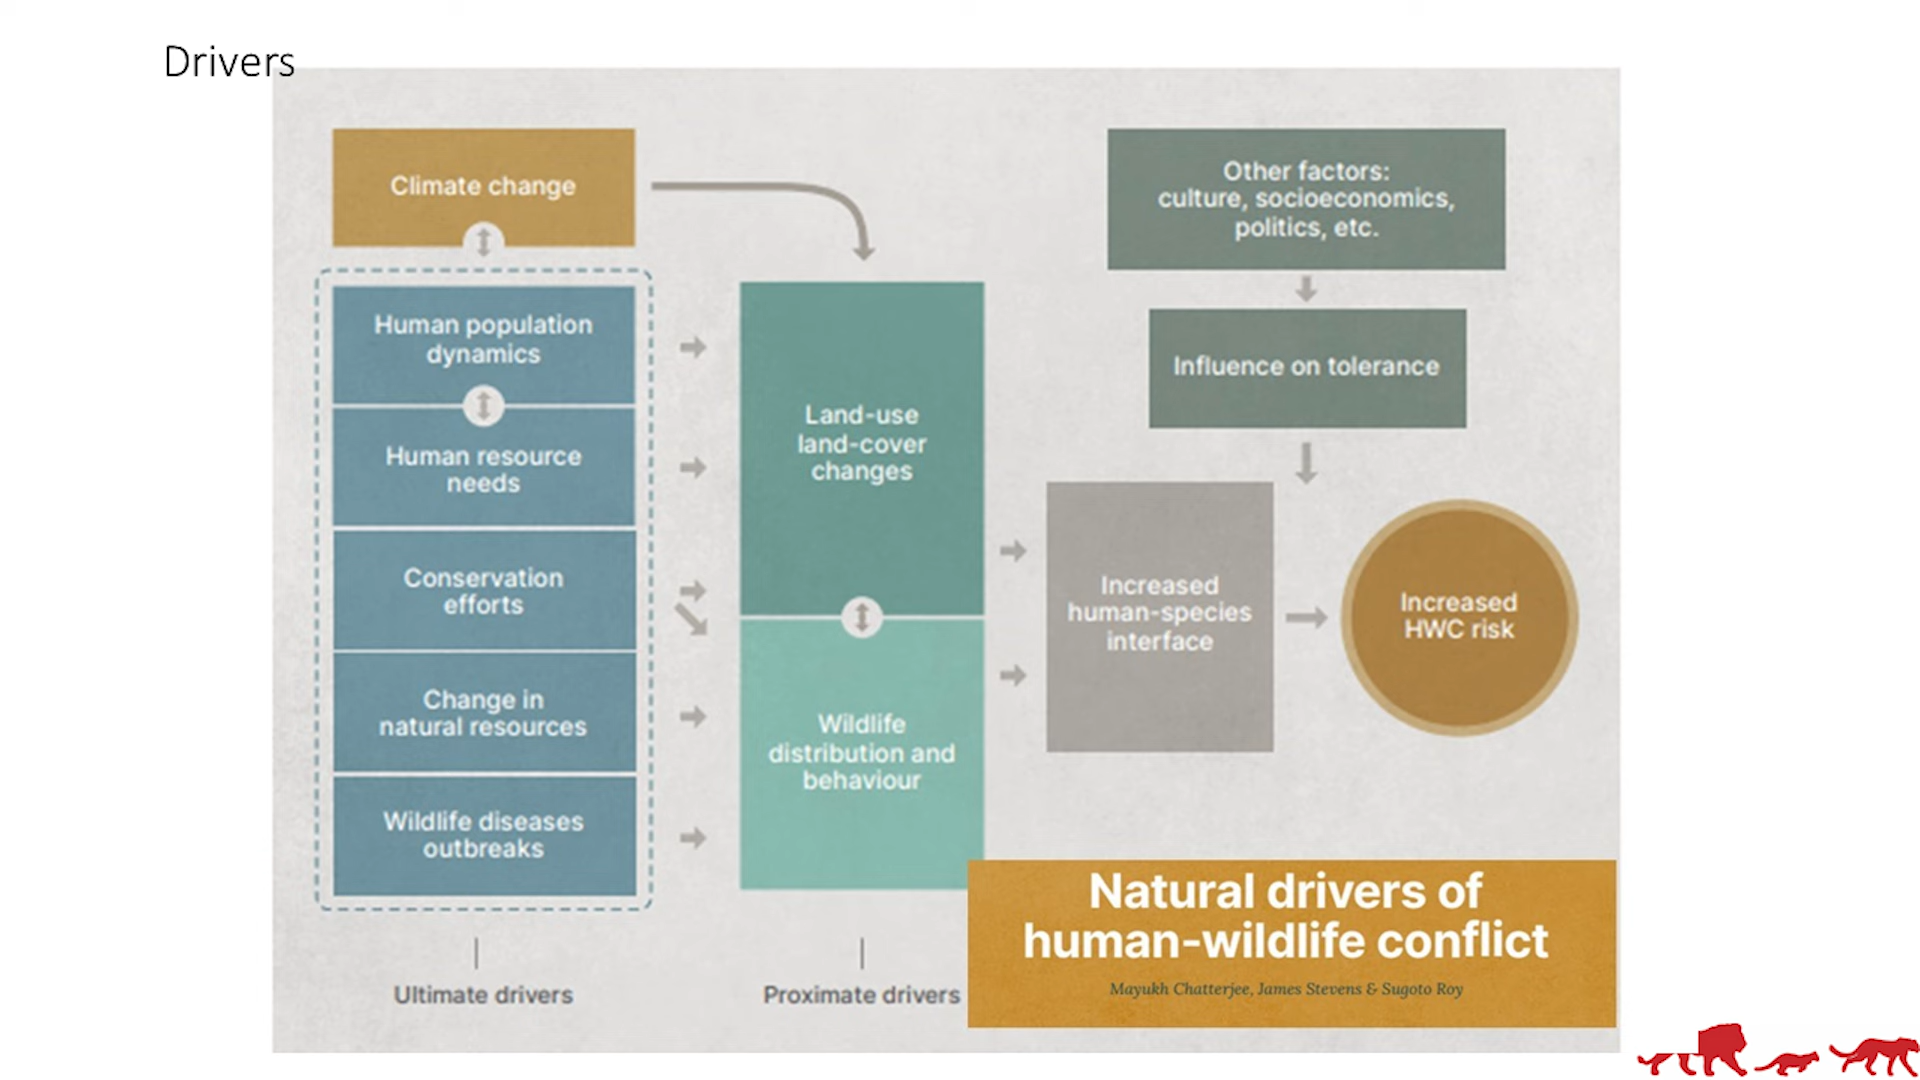 Drivers
Climate change
Human population
dynamics
Human resource
needs
Conservation
efforts
Change in
natural resources
Wildlife diseases
outbreaks
Ultimate drivers
Land-use
land-cover
changes
Wildlife
distribution and
behaviour
Proximate drivers
Other factors:
culture, socioeconomics,
politics, etc.
Influence on tolerance
Increased
human-species
interface
Increased
HWC risk
Natural drivers of
human-wildlife conflict
Mayukh Chatterjee, James Stevens & Sugoto Roy